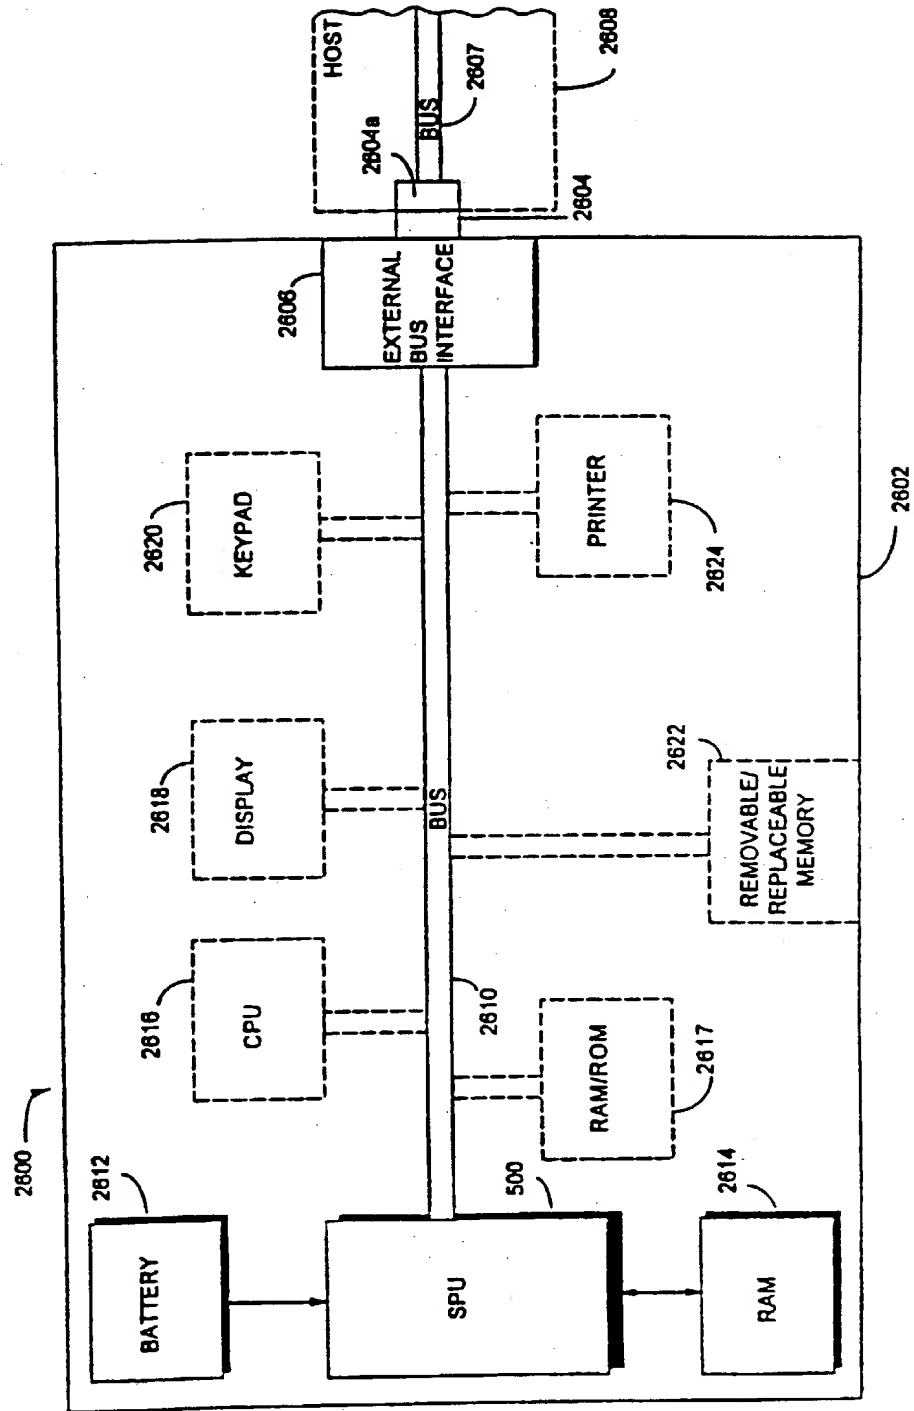 2600
2612
BATTERY
500
SPU
2614
RAM
2616
CPU
2610
2617
RAM/ROM
2618
DISPLAY
BUS
2622
REMOVABLE/
REPLACEABLE
MEMORY
2620
KEYPAD
PRINTER
2624
2602
2606
EXTERNAL
BUS
INTERFACE
2604
2604a
HOST
BUS
2607
2608